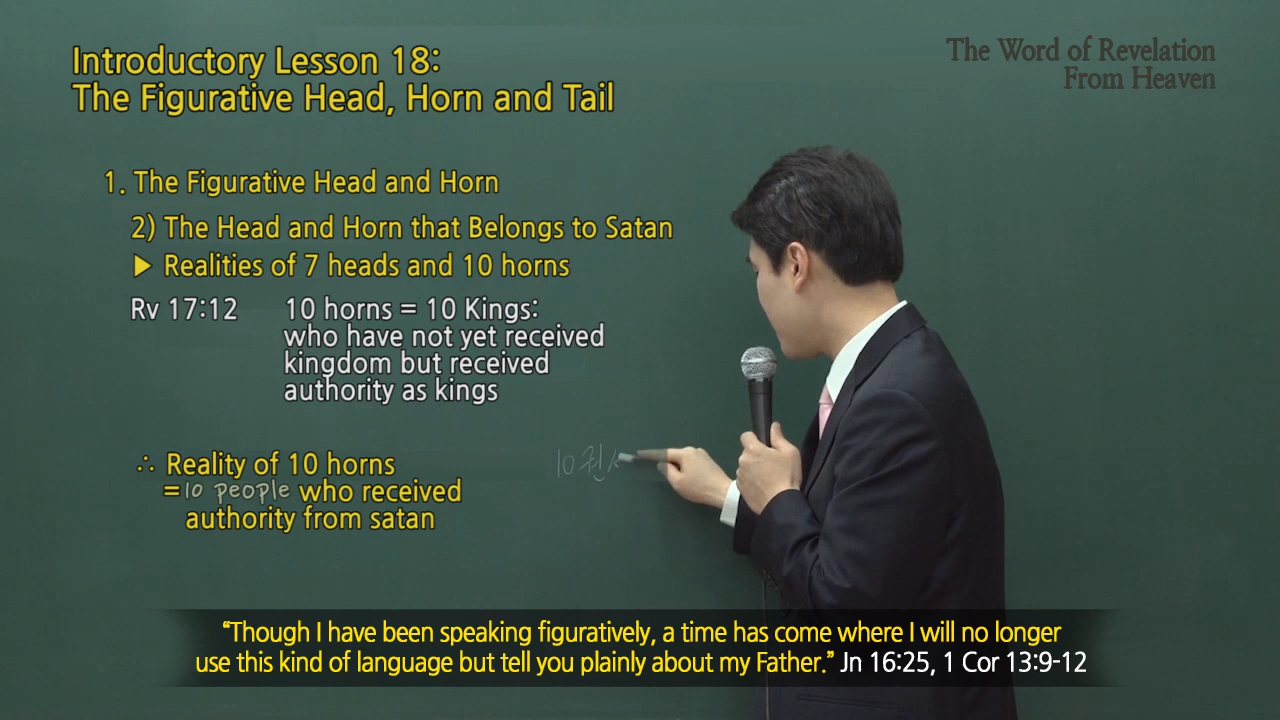 Introductory Lesson 18:
The Figurative Head, Horn and Tail
The Word of Revelation
From Heaven
1. The Figurative Head and Horn
2) The Head and Horn that Belongs to Satan
▶ Realities of 7 heads and 10 horns
Rv 17:12 10 horns = 10 Kings:
who have not yet received
kingdom but received
authority as kings
∴ Reality of 10 horns
=10 people who received
authority from satan
10권
“Though I have been speaking figuratively, a time has come where I will no longer
use this kind of language but tell you plainly about my Father.” Jn 16:25, 1 Cor 13:9-12